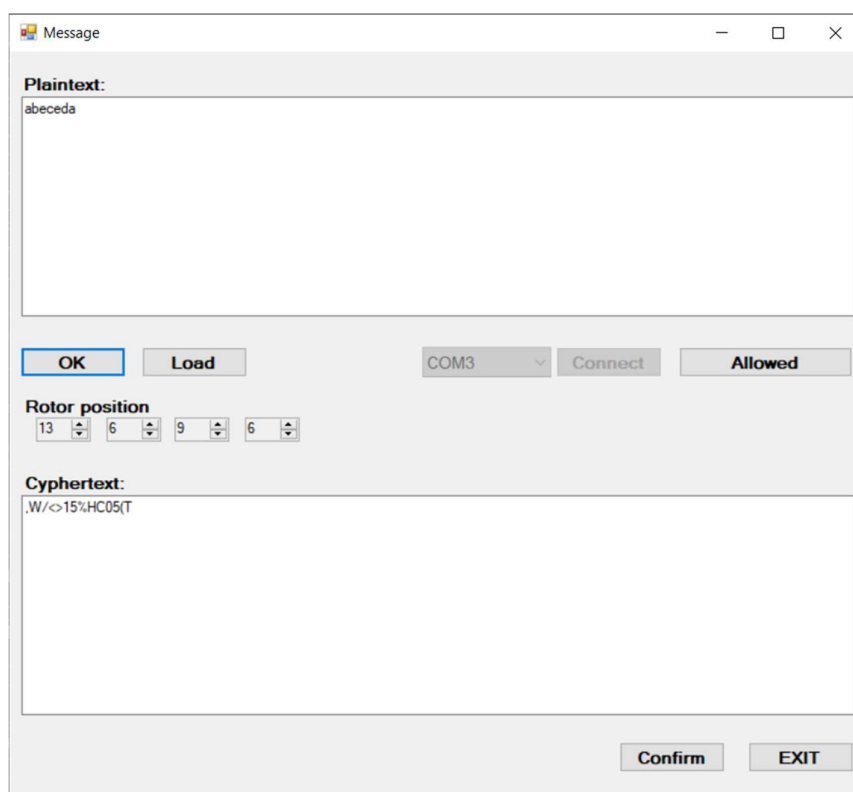 Message
Plaintext:
abeceda
OK Load COM3 Connect Allowed
Rotor position
13 6 9 6
Cyphertext:
,W/<>15%HC05(T
Confirm EXIT